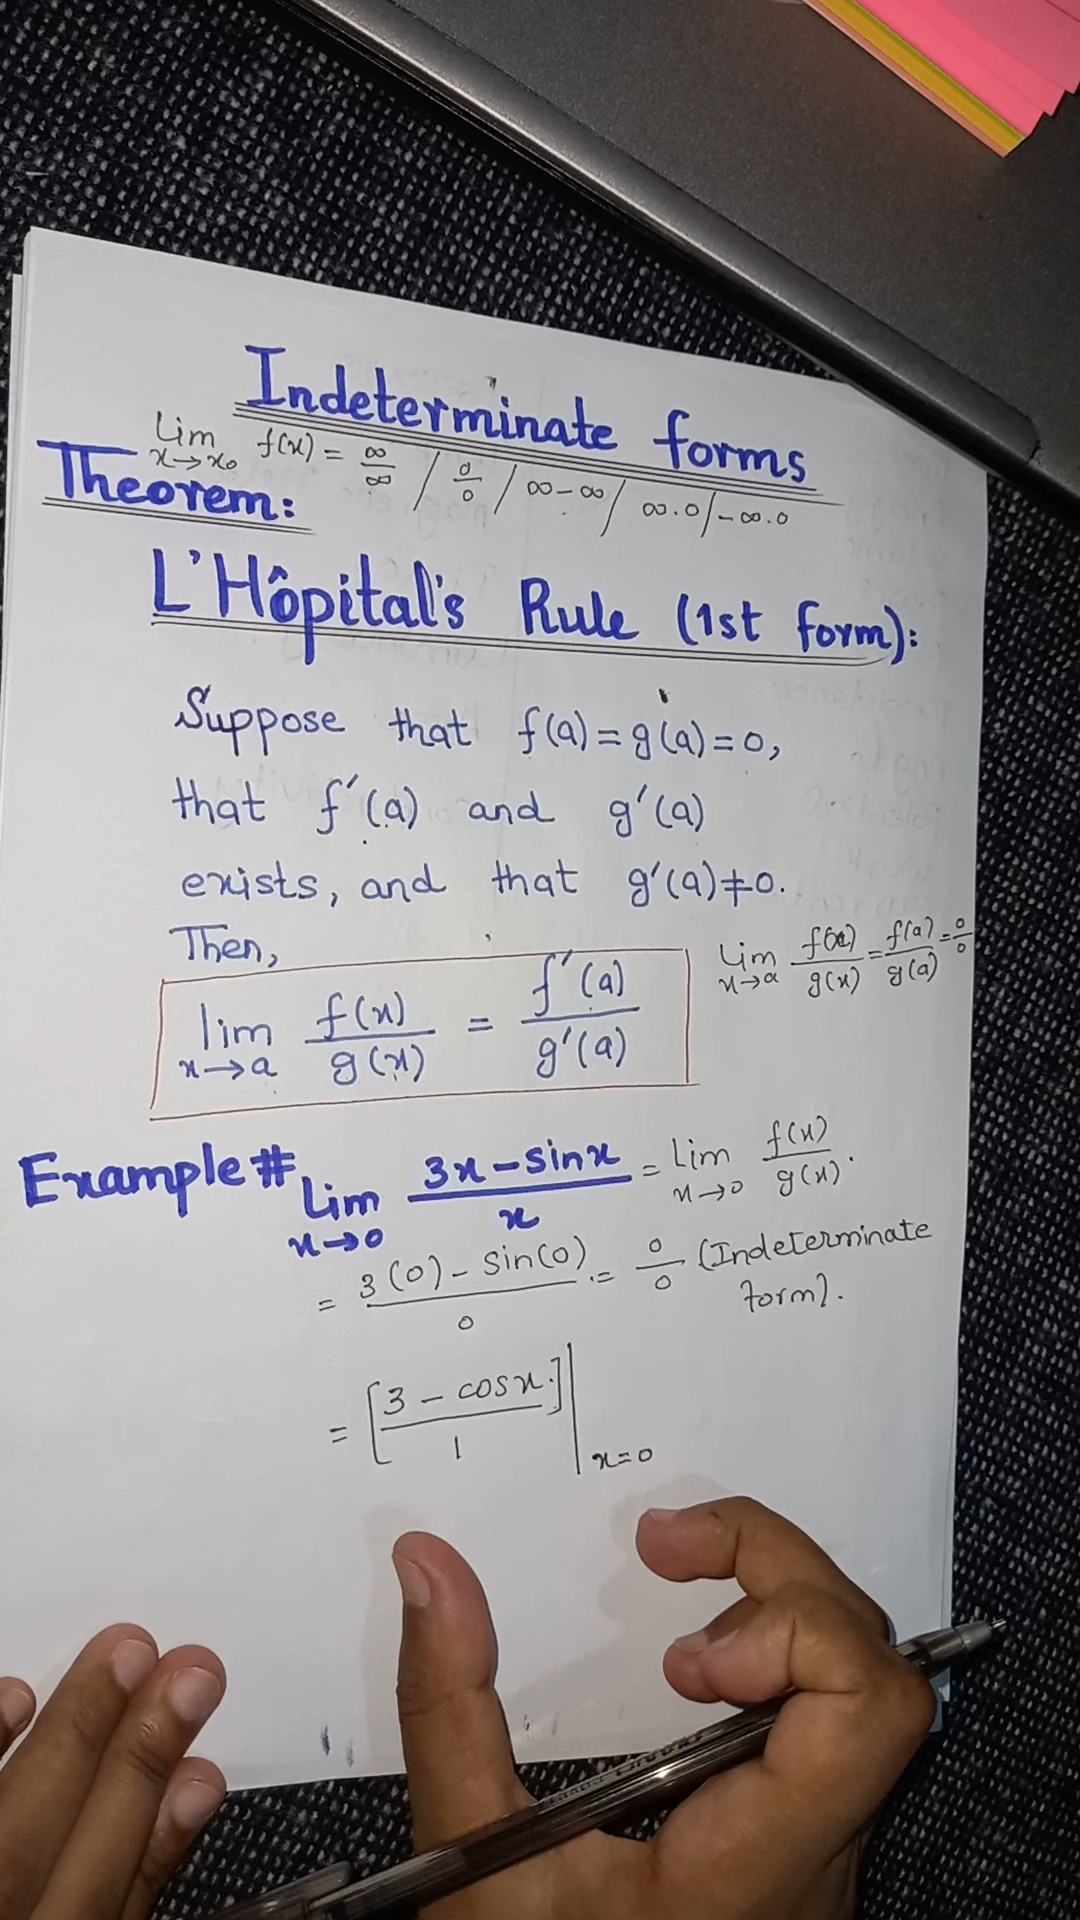 Indeterminate forms
Lim x→x₀ f(x) = ∞/∞ / 0/0 / ∞-∞ / ∞.0 / -∞.0
Theorem:
L'Hôpital's Rule (1st form):
Suppose that f(a)=g(a)=0,
that f′(a) and g′(a)
exists, and that g′(a)≠0.
Then,
lim x→a f(x)/g(x) = f′(a)/g′(a)
Lim x→a f(x)/g(x) = f(a)/g(a) = 0/0
Example# Lim x→0 3x-sinx/x = Lim x→0 f(x)/g(x).
= 3(0)-sin(0)/0 = 0/0 (Indeterminate
form).
= [3-cosx/1]|x=0